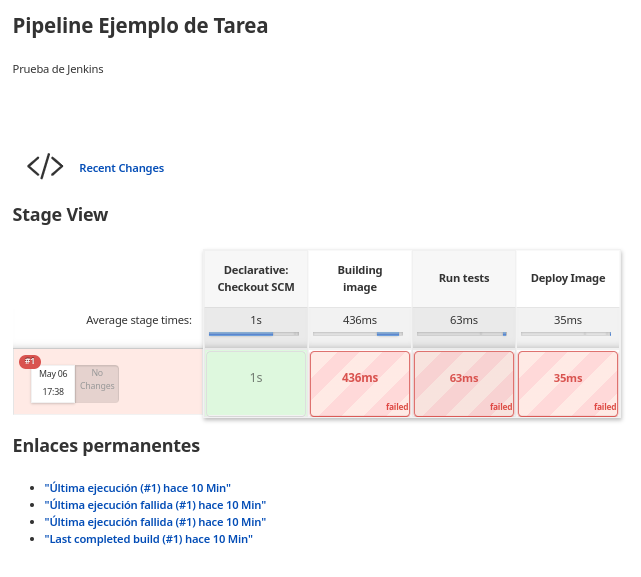 Pipeline Ejemplo de Tarea
Prueba de Jenkins
</> Recent Changes
Stage View
Declarative: Checkout SCM
Building image
Run tests
Deploy Image
Average stage times:
1s
436ms
63ms
35ms
#1
May 06
17:38
No Changes
1s
436ms
failed
63ms
failed
35ms
failed
Enlaces permanentes
"Última ejecución (#1) hace 10 Min"
"Última ejecución fallida (#1) hace 10 Min"
"Última ejecución fallida (#1) hace 10 Min"
"Last completed build (#1) hace 10 Min"